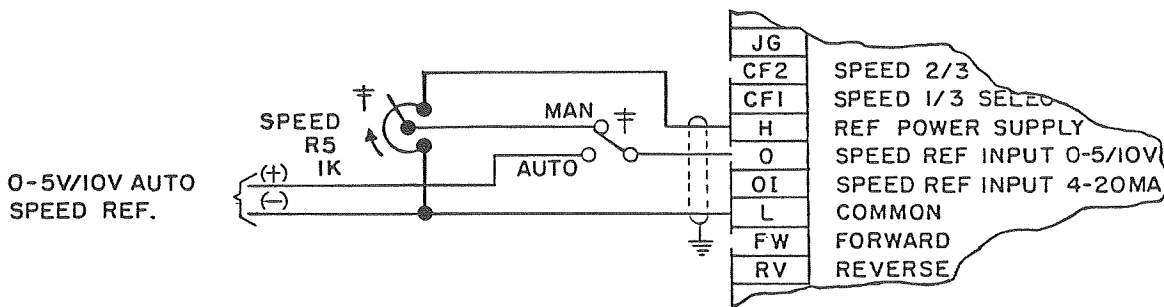 JG
CF2 SPEED 2/3
CF1 SPEED 1/3
H REF POWER SUPPLY
O SPEED REF INPUT 0-5/10V
OI SPEED REF INPUT 4-20MA
L COMMON
FW FORWARD
RV REVERSE
SPEED
R5
1K
MAN
AUTO
0-5V/10V AUTO
SPEED REF.
(+)
(-)